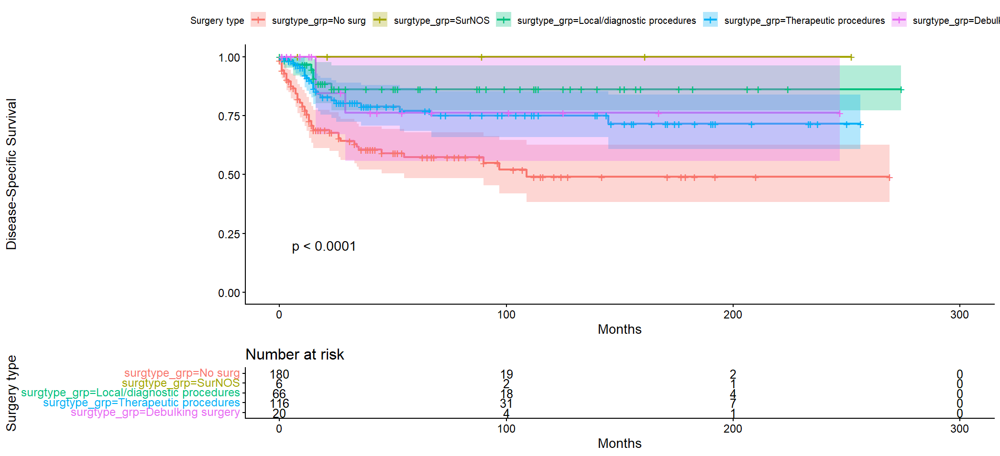 Surgery type surgtype_grp=No surg surgtype_grp=SurNOS surgtype_grp=Local/diagnostic procedures surgtype_grp=Therapeutic procedures surgtype_grp=Debulk
Disease-Specific Survival
1.00
0.75
0.50
0.25
0.00
p < 0.0001
0 100 200 300
Months
Number at risk
Surgery type
surgtype_grp=No surg 180 19 2 0
surgtype_grp=SurNOS 6 2 1 0
surgtype_grp=Local/diagnostic procedures 66 18 4 0
surgtype_grp=Therapeutic procedures 116 31 7 0
surgtype_grp=Debulking surgery 20 4 1 0
0 100 200 300
Months